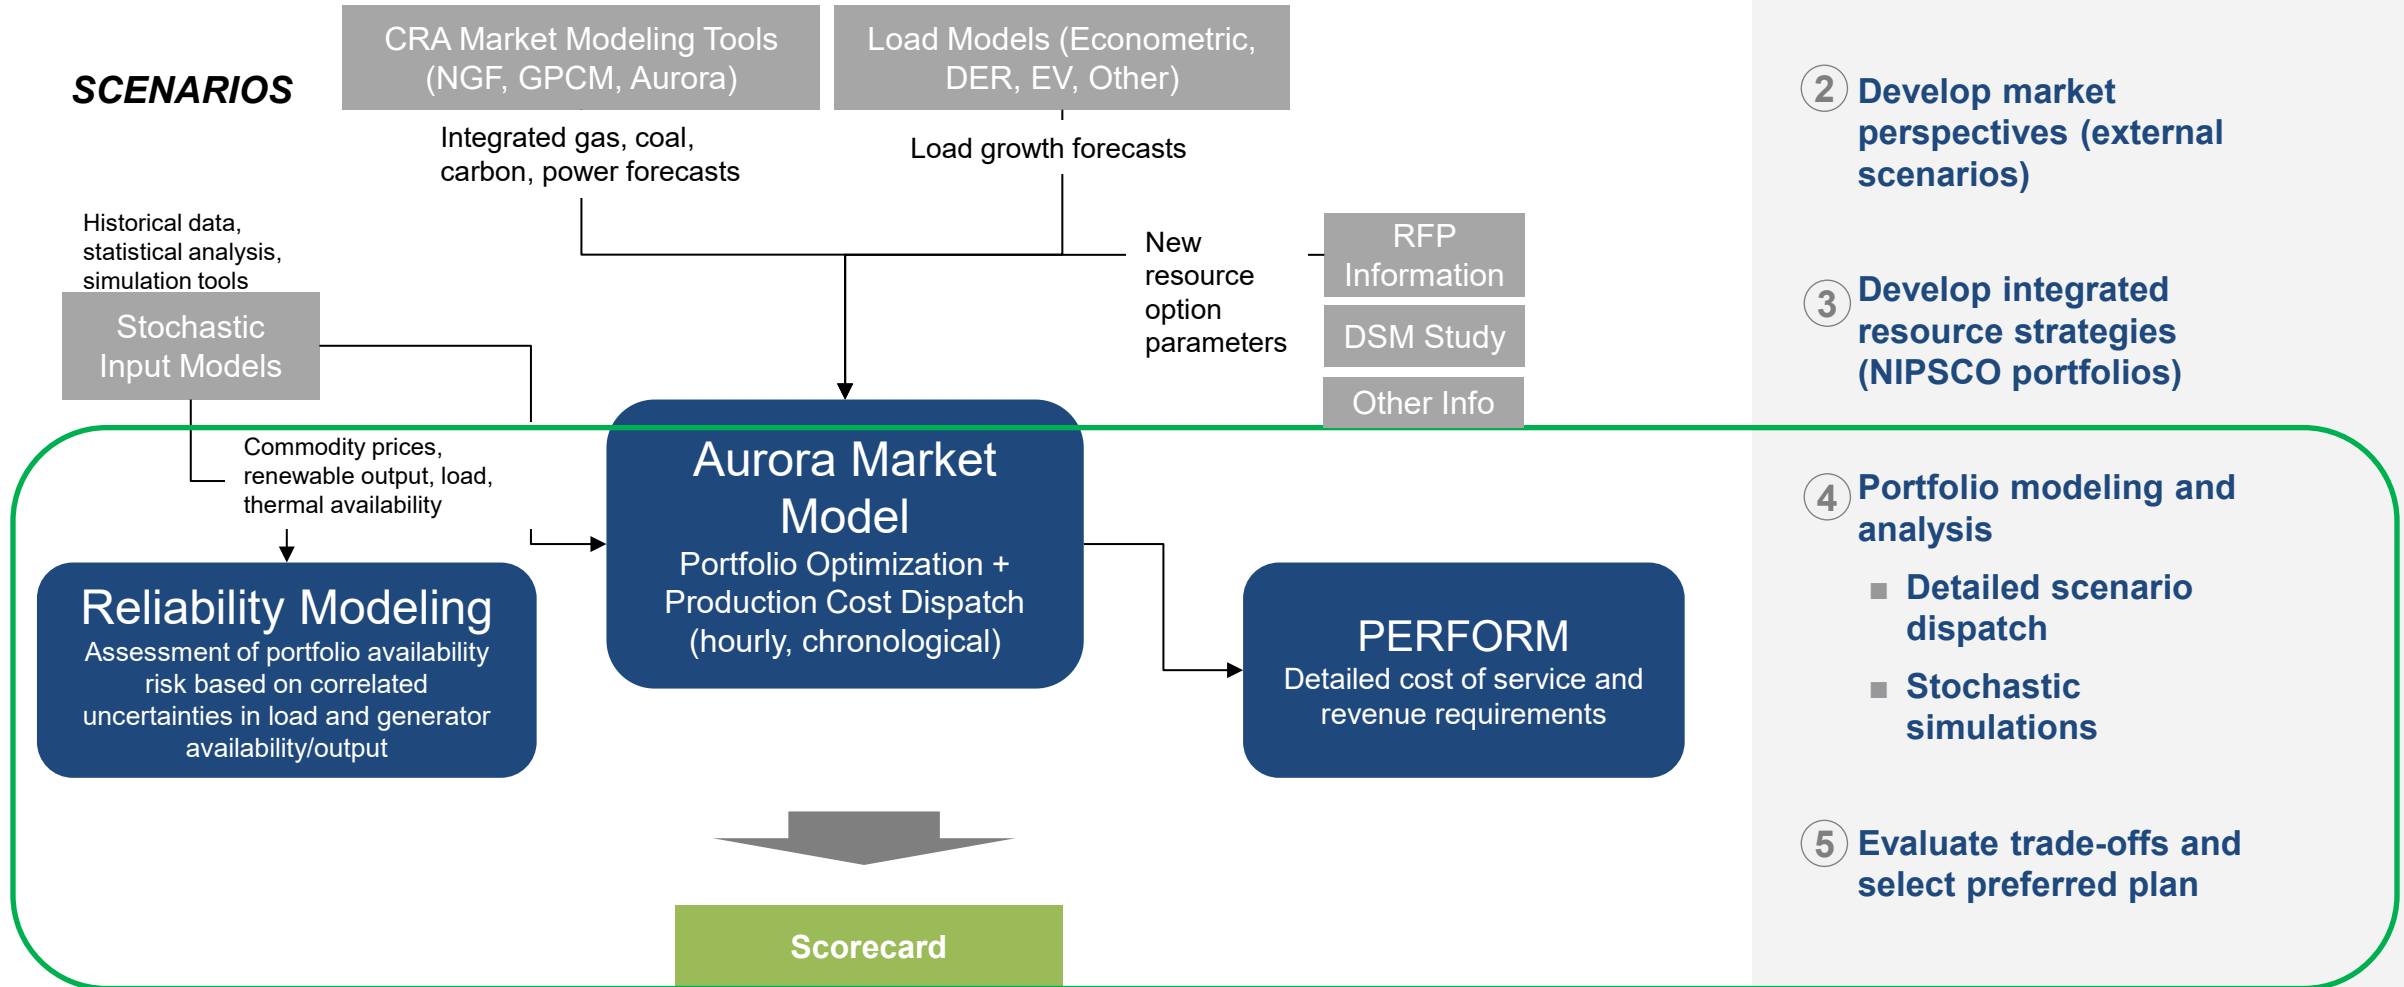 SCENARIOS
CRA Market Modeling Tools
(NGF, GPCM, Aurora)
Load Models (Econometric,
DER, EV, Other)
Integrated gas, coal,
carbon, power forecasts
Load growth forecasts
Historical data,
statistical analysis,
simulation tools
Stochastic
Input Models
New
resource
option
parameters
RFP
Information
DSM Study
Other Info
Commodity prices,
renewable output, load,
thermal availability
Aurora Market
Model
Portfolio Optimization +
Production Cost Dispatch
(hourly, chronological)
Reliability Modeling
Assessment of portfolio availability
risk based on correlated
uncertainties in load and generator
availability/output
PERFORM
Detailed cost of service and
revenue requirements
Scorecard
2 Develop market
perspectives (external
scenarios)
3 Develop integrated
resource strategies
(NIPSCO portfolios)
4 Portfolio modeling and
analysis
■ Detailed scenario
dispatch
■ Stochastic
simulations
5 Evaluate trade-offs and
select preferred plan